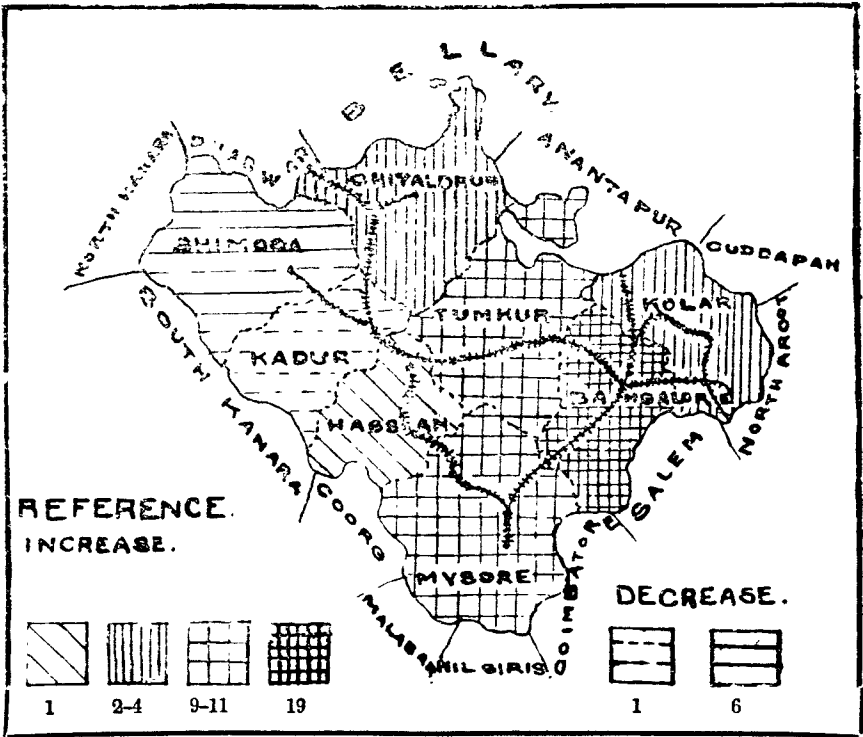 BELLARY
DHARWAR
ANANTAPUR
NORTH KANARA
CHITALDRUG
SHIMOGA
CUDDAPAH
KOLAR
TUMKUR
NORTH ARCOT
SOUTH KANARA
KADUR
BANGALORE
HASSAN
SALEM
COORG
COIMBATORE
MYSORE
MALABAR
NILGIRIS
REFERENCE.
INCREASE.
DECREASE.
1 2–4 9–11 19 1 6